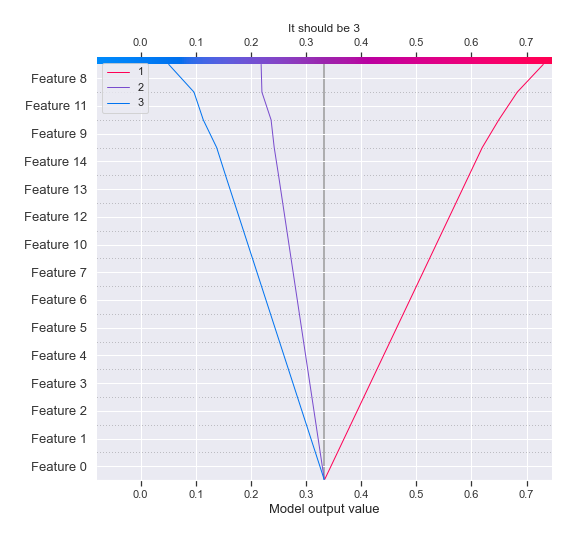 It should be 3
0.0 0.1 0.2 0.3 0.4 0.5 0.6 0.7
1
2
3
Feature 8
Feature 11
Feature 9
Feature 14
Feature 13
Feature 12
Feature 10
Feature 7
Feature 6
Feature 5
Feature 4
Feature 3
Feature 2
Feature 1
Feature 0
0.0 0.1 0.2 0.3 0.4 0.5 0.6 0.7
Model output value